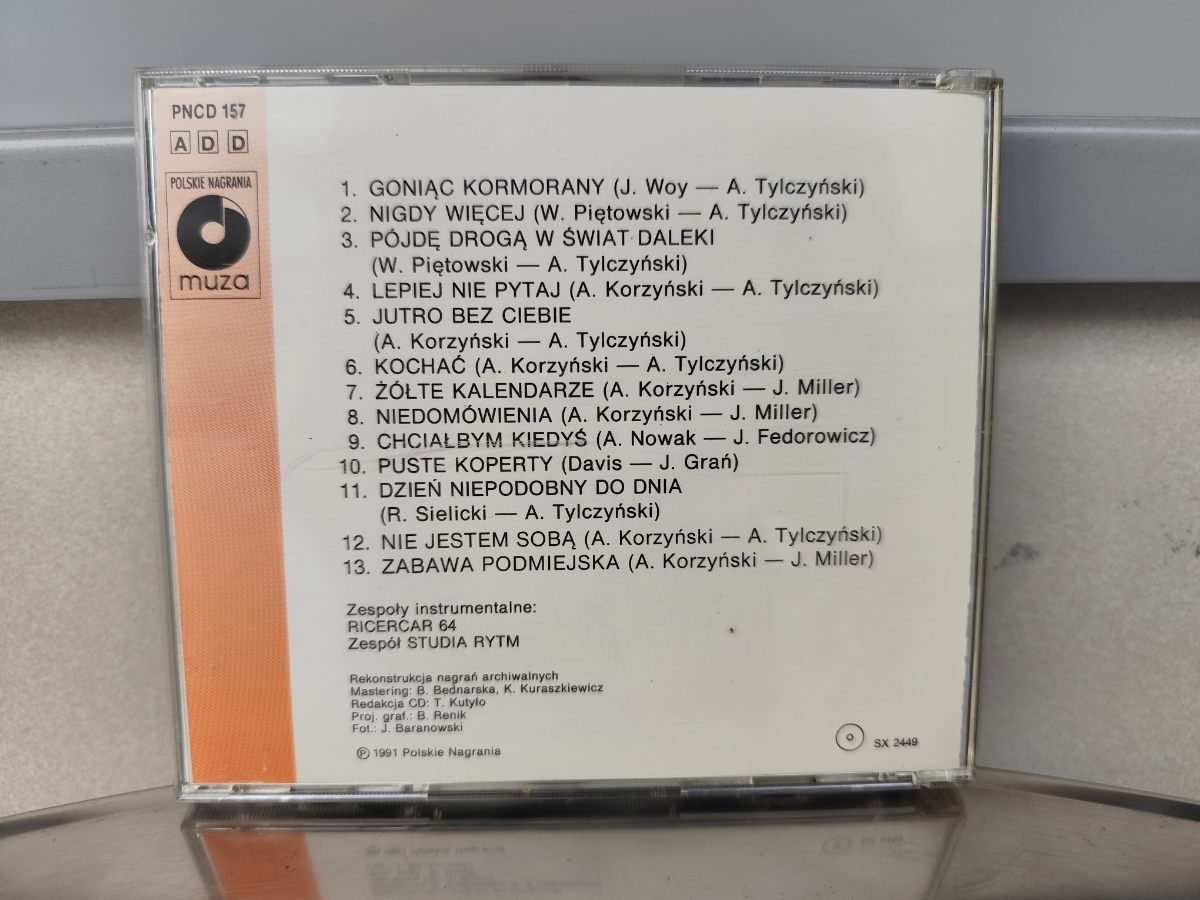 PNCD 157
A D D
POLSKIE NAGRANIA
muza
1. GONIĄC KORMORANY (J. Woy — A. Tylczyński)
2. NIGDY WIĘCEJ (W. Piętowski — A. Tylczyński)
3. PÓJDĘ DROGĄ W ŚWIAT DALEKI
(W. Piętowski — A. Tylczyński)
4. LEPIEJ NIE PYTAJ (A. Korzyński — A. Tylczyński)
5. JUTRO BEZ CIEBIE
(A. Korzyński — A. Tylczyński)
6. KOCHAĆ (A. Korzyński — A. Tylczyński)
7. ŻÓŁTE KALENDARZE (A. Korzyński — J. Miller)
8. NIEDOMÓWIENIA (A. Korzyński — J. Miller)
9. CHCIAŁBYM KIEDYŚ (A. Nowak — J. Fedorowicz)
10. PUSTE KOPERTY (Davis — J. Grań)
11. DZIEŃ NIEPODOBNY DO DNIA
(R. Sielicki — A. Tylczyński)
12. NIE JESTEM SOBĄ (A. Korzyński — A. Tylczyński)
13. ZABAWA PODMIEJSKA (A. Korzyński — J. Miller)
Zespoły instrumentalne:
RICERCAR 64
Zespół STUDIA RYTM
Rekonstrukcja nagrań archiwalnych
Mastering: B. Bednarska, K. Kuraszkiewicz
Redakcja CD: T. Kutyło
Proj. graf.: B. Renik
Fot.: J. Baranowski
Ⓟ 1991 Polskie Nagrania
SX 2449